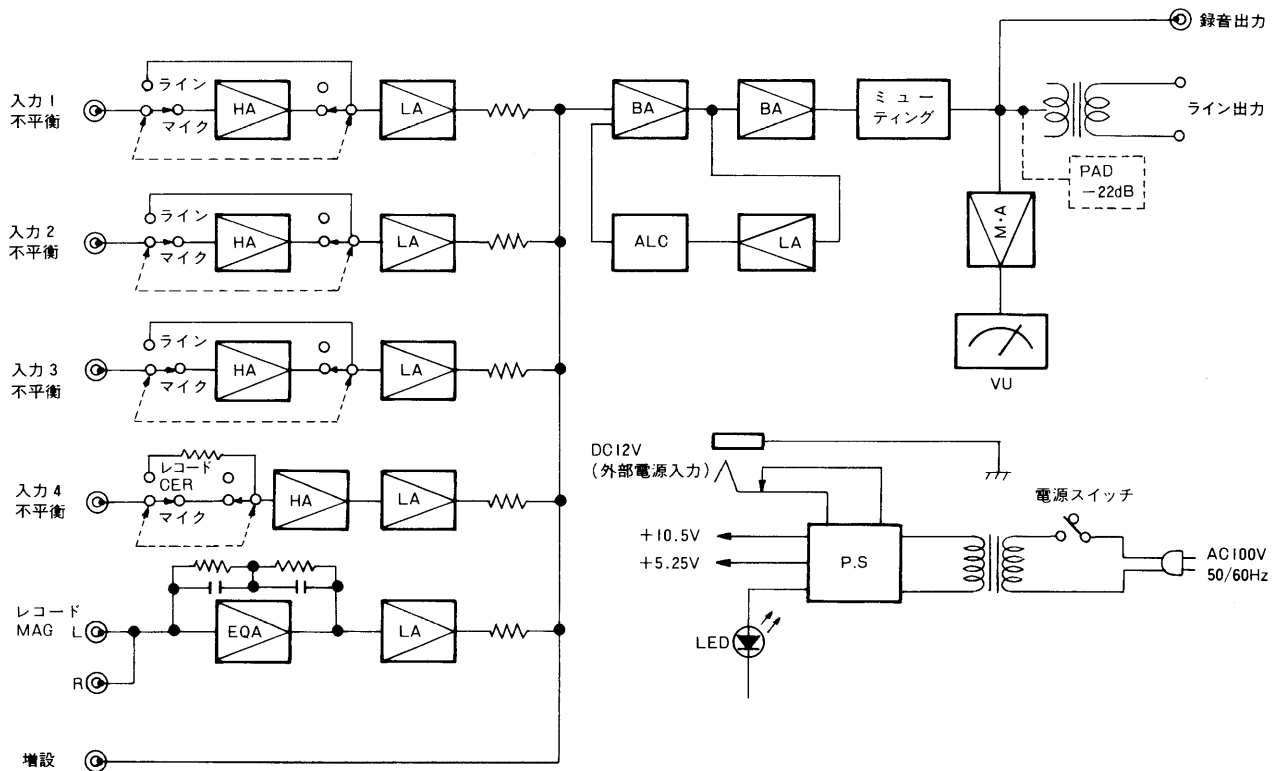 入力1
不平衡
ライン
マイク
HA
LA
入力2
不平衡
ライン
マイク
HA
LA
入力3
不平衡
ライン
マイク
HA
LA
入力4
不平衡
レコード
CER
マイク
HA
LA
レコード
MAG L
R
EQA
LA
増設
BA
BA
ミュー
ティング
ALC
LA
録音出力
ライン出力
PAD
−22dB
M・A
VU
DC12V
(外部電源入力)
+10.5V
+5.25V
P.S
LED
電源スイッチ
AC100V
50/60Hz